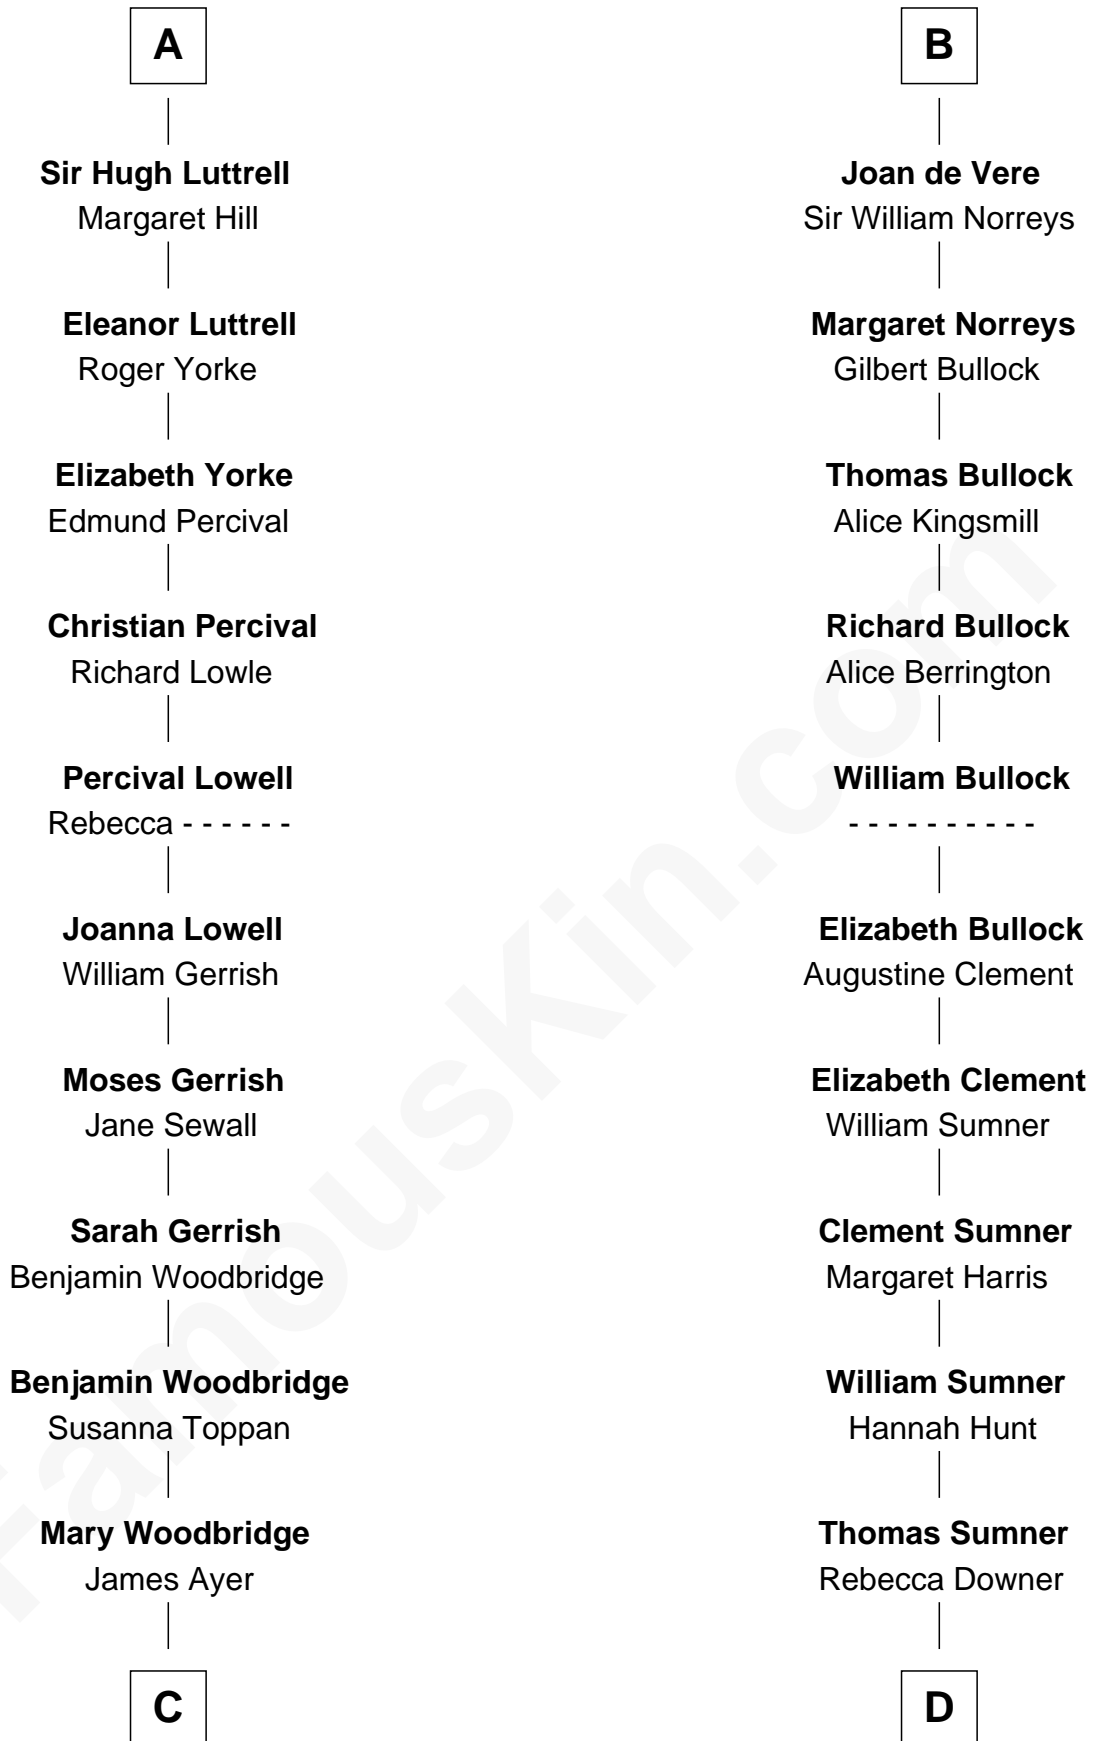 A
Sir Hugh Luttrell
Margaret Hill
Eleanor Luttrell
Roger Yorke
Elizabeth Yorke
Edmund Percival
Christian Percival
Richard Lowle
Percival Lowell
Rebecca - - - - - -
Joanna Lowell
William Gerrish
Moses Gerrish
Jane Sewall
Sarah Gerrish
Benjamin Woodbridge
Benjamin Woodbridge
Susanna Toppan
Mary Woodbridge
James Ayer
C
B
Joan de Vere
Sir William Norreys
Margaret Norreys
Gilbert Bullock
Thomas Bullock
Alice Kingsmill
Richard Bullock
Alice Berrington
William Bullock
- - - - - - - - - -
Elizabeth Bullock
Augustine Clement
Elizabeth Clement
William Sumner
Clement Sumner
Margaret Harris
William Sumner
Hannah Hunt
Thomas Sumner
Rebecca Downer
D
FamousKin.com